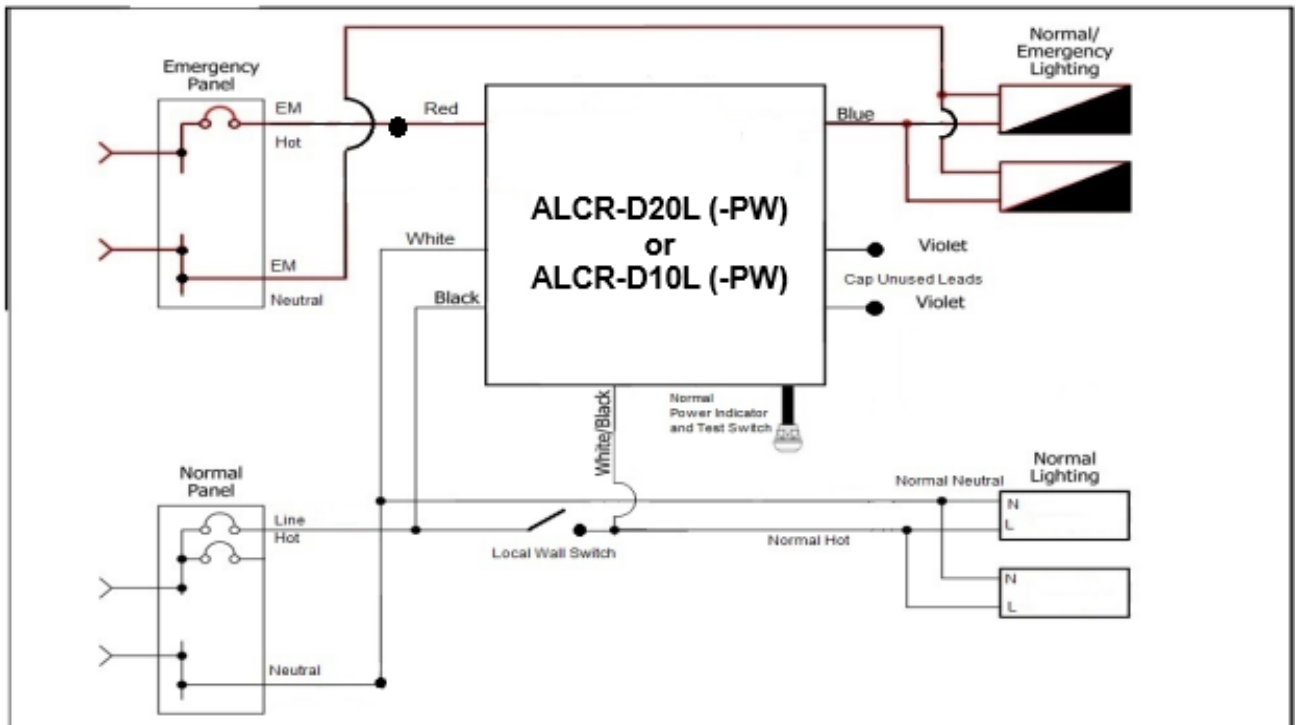 Normal/
Emergency
Lighting
Emergency
Panel
EM
Hot
Red
Blue
ALCR-D20L (-PW)
or
ALCR-D10L (-PW)
White
Violet
EM
Neutral
Cap Unused Leads
Black
Violet
White/Black
Normal
Power Indicator
and Test Switch
Normal
Panel
Normal
Lighting
Normal Neutral
N
Line
Hot
L
Local Wall Switch
Normal Hot
N
L
Neutral